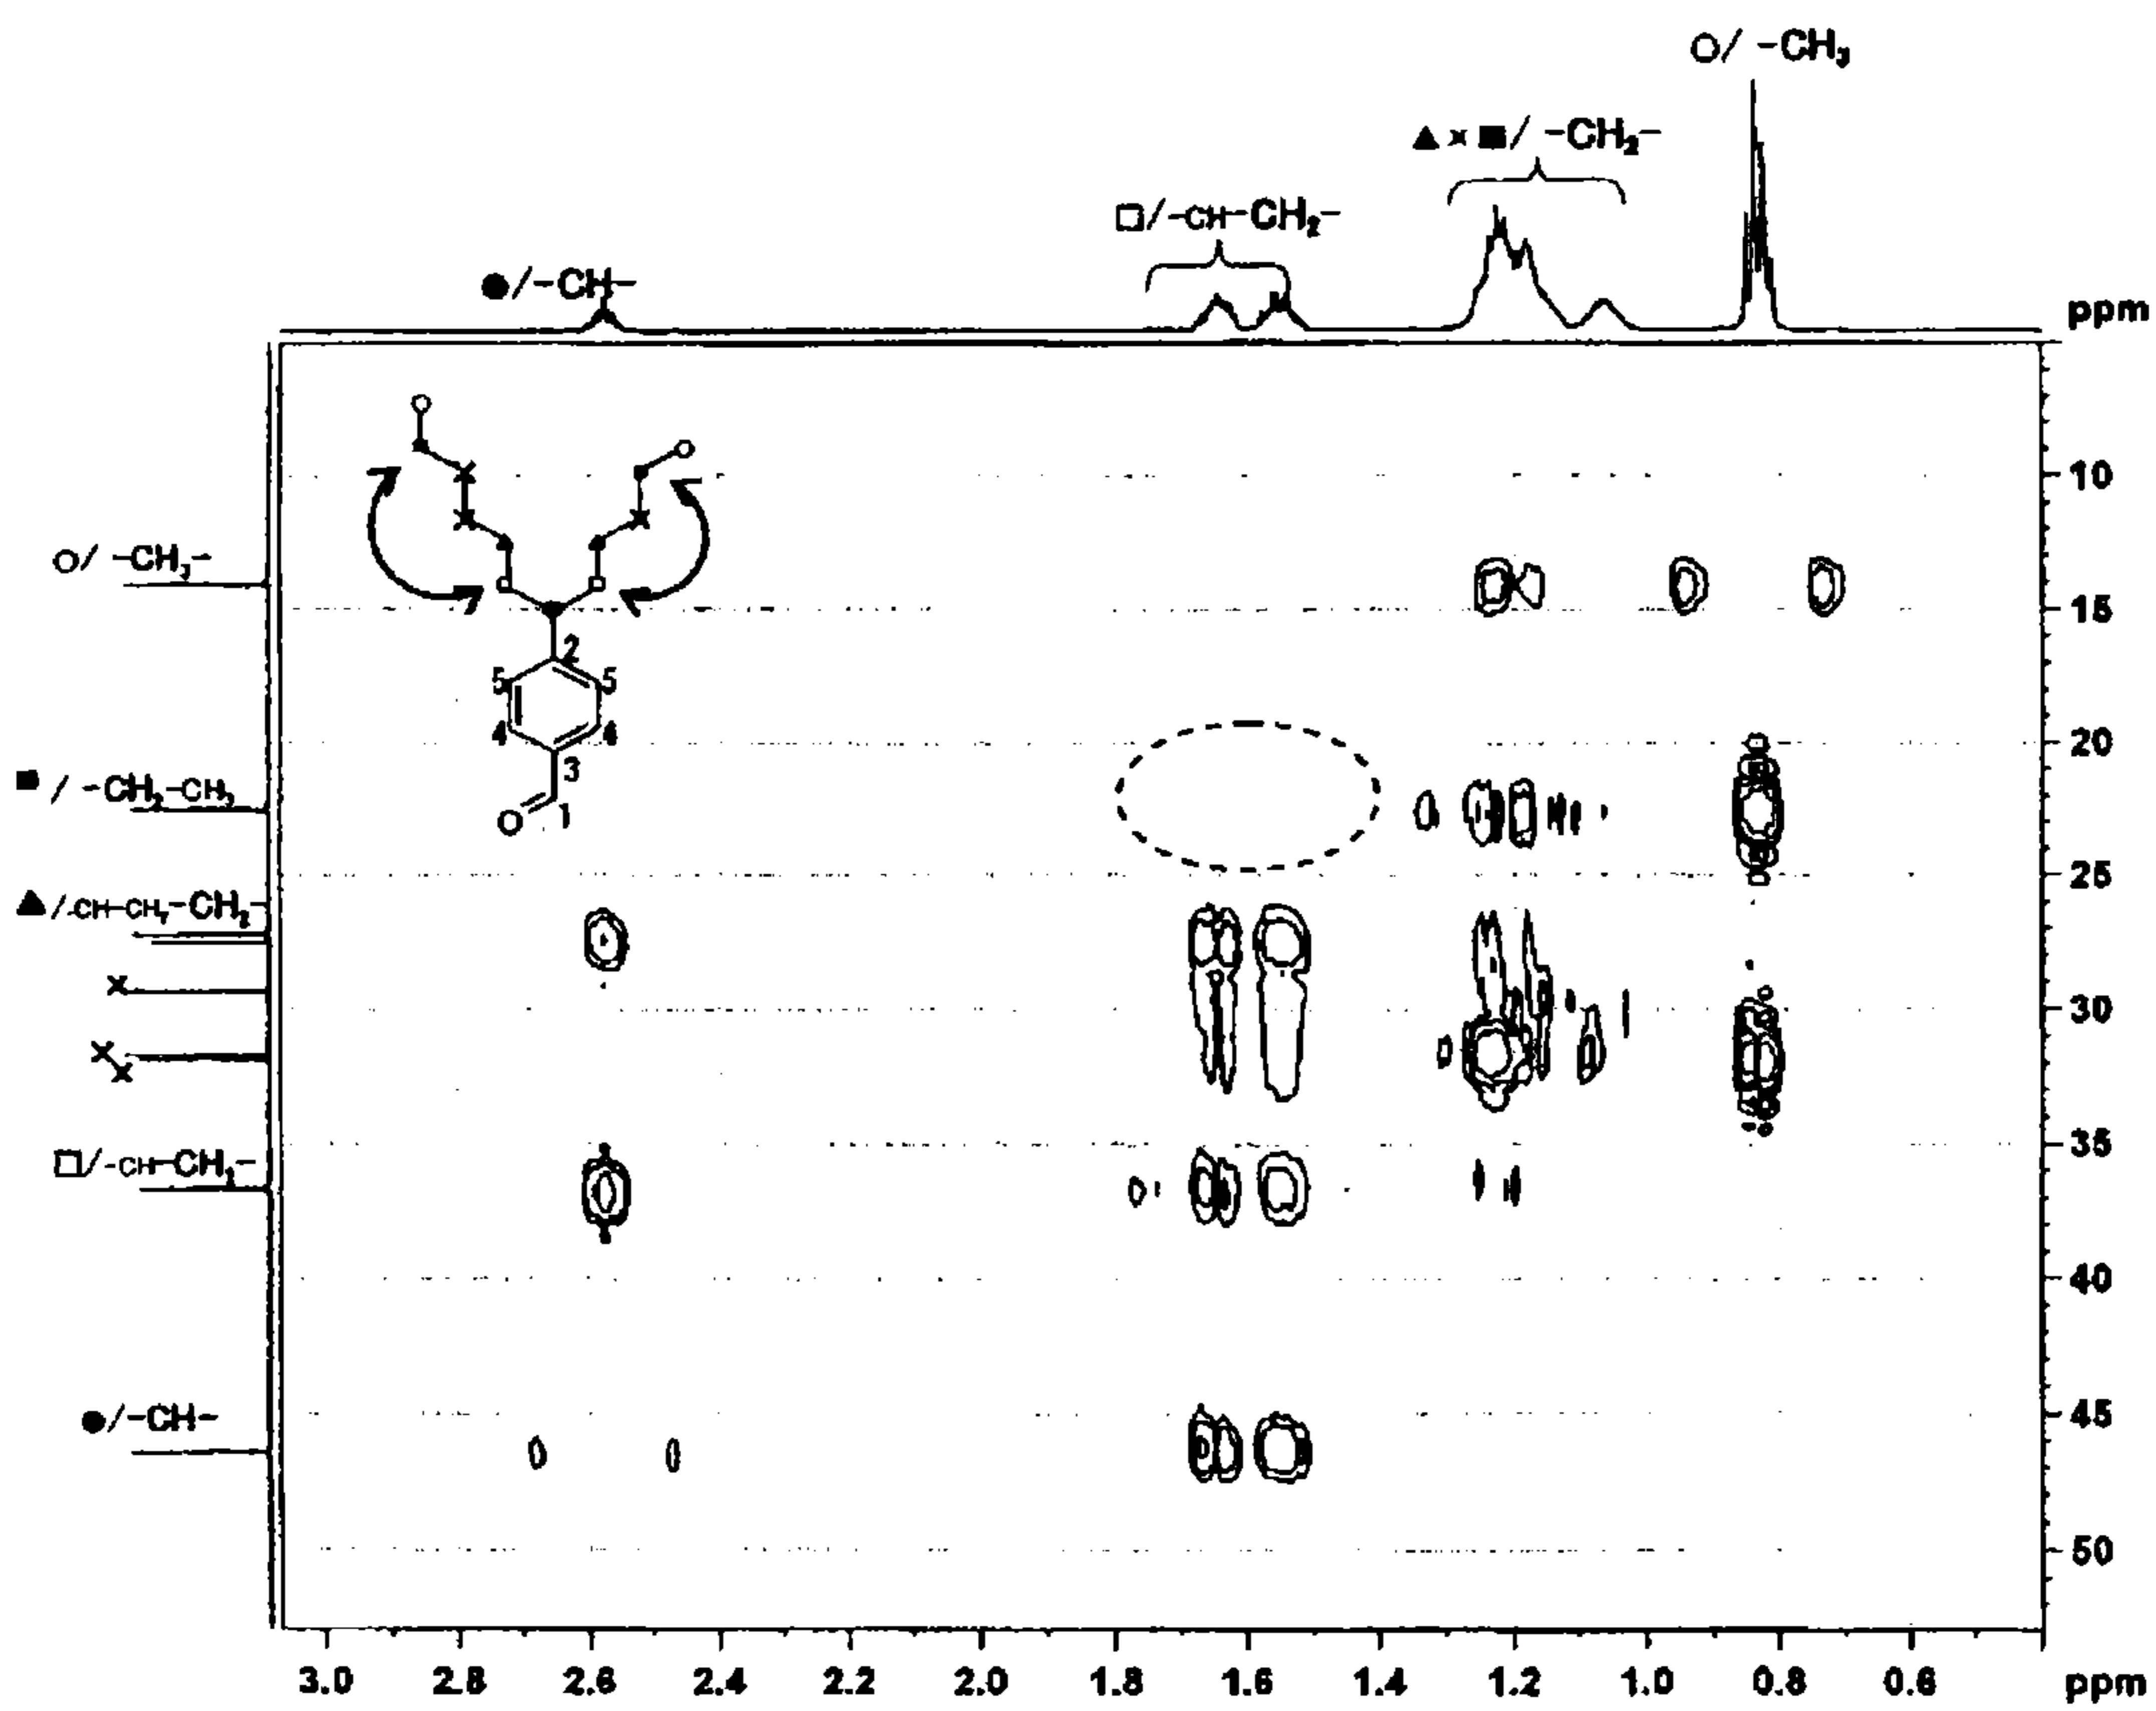 ○/ -CH₃
▲×■/ -CH₂-
□/-CH-CH₂-
●/-CH-
ppm
10
15
20
25
30
35
40
45
50
○/ -CH₃-
■/ -CH₂-CH₃
▲/-CH-CH₂-CH₂-
×
×
×
□/-CH-CH₂-
●/-CH-
2
5 5
4 4
3
O 1
3.0 2.8 2.6 2.4 2.2 2.0 1.8 1.6 1.4 1.2 1.0 0.8 0.6 ppm